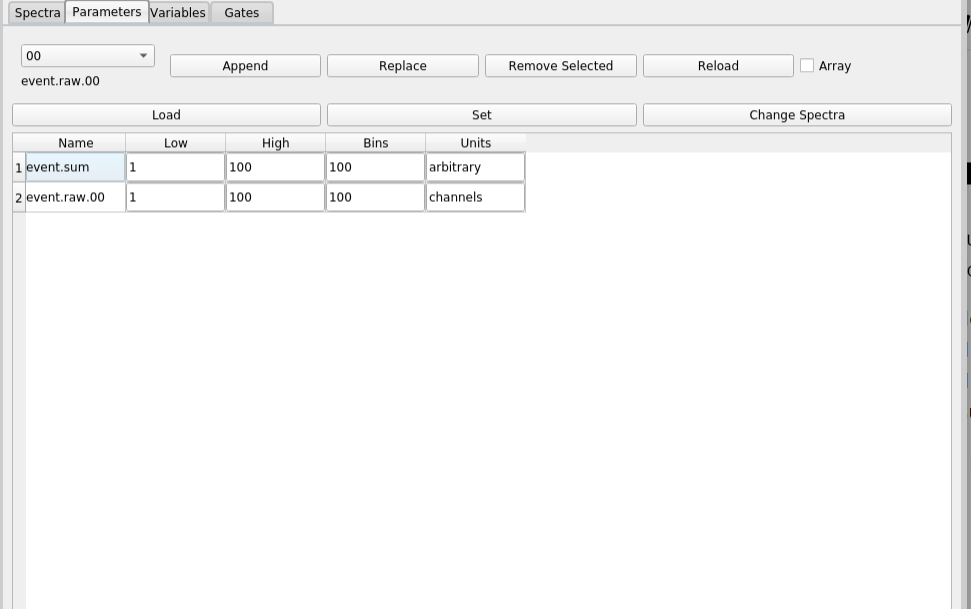 Spectra Parameters Variables Gates
00
event.raw.00
Append Replace Remove Selected Reload Array
Load Set Change Spectra
Name Low High Bins Units
1 event.sum 1 100 100 arbitrary
2 event.raw.00 1 100 100 channels